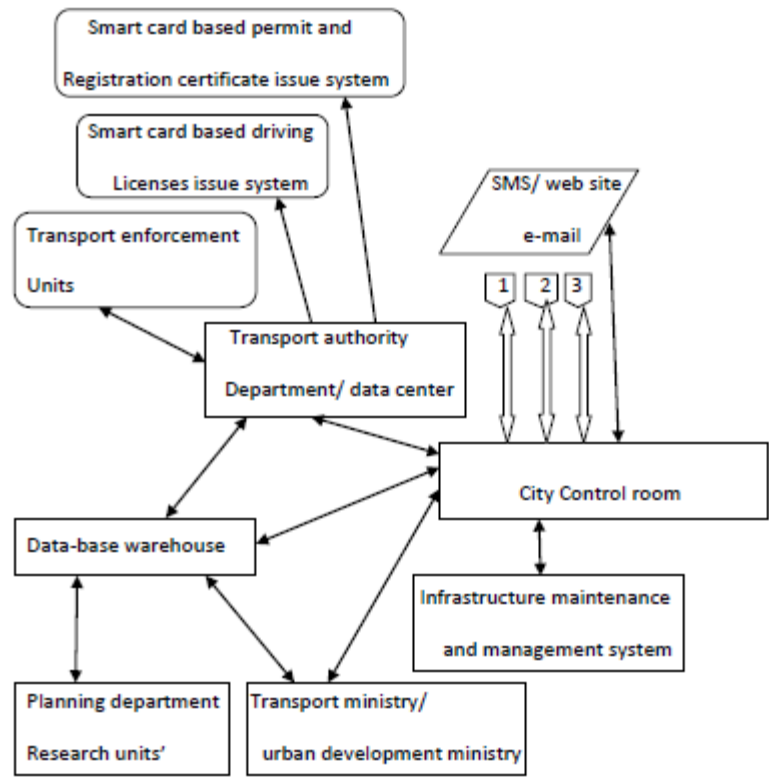 Smart card based permit and
Registration certificate issue system
Smart card based driving
Licenses issue system
SMS/ web site
e-mail
Transport enforcement
Units
1 2 3
Transport authority
Department/ data center
City Control room
Data-base warehouse
Infrastructure maintenance
and management system
Planning department
Research units’
Transport ministry/
urban development ministry